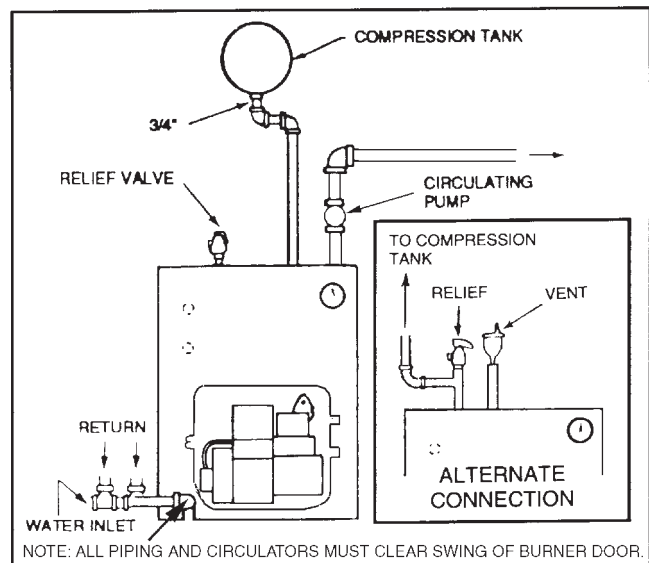 COMPRESSION TANK
3/4"
RELIEF VALVE
CIRCULATING
PUMP
TO COMPRESSION
TANK
RELIEF
VENT
RETURN
ALTERNATE
CONNECTION
WATER INLET
NOTE: ALL PIPING AND CIRCULATORS MUST CLEAR SWING OF BURNER DOOR.